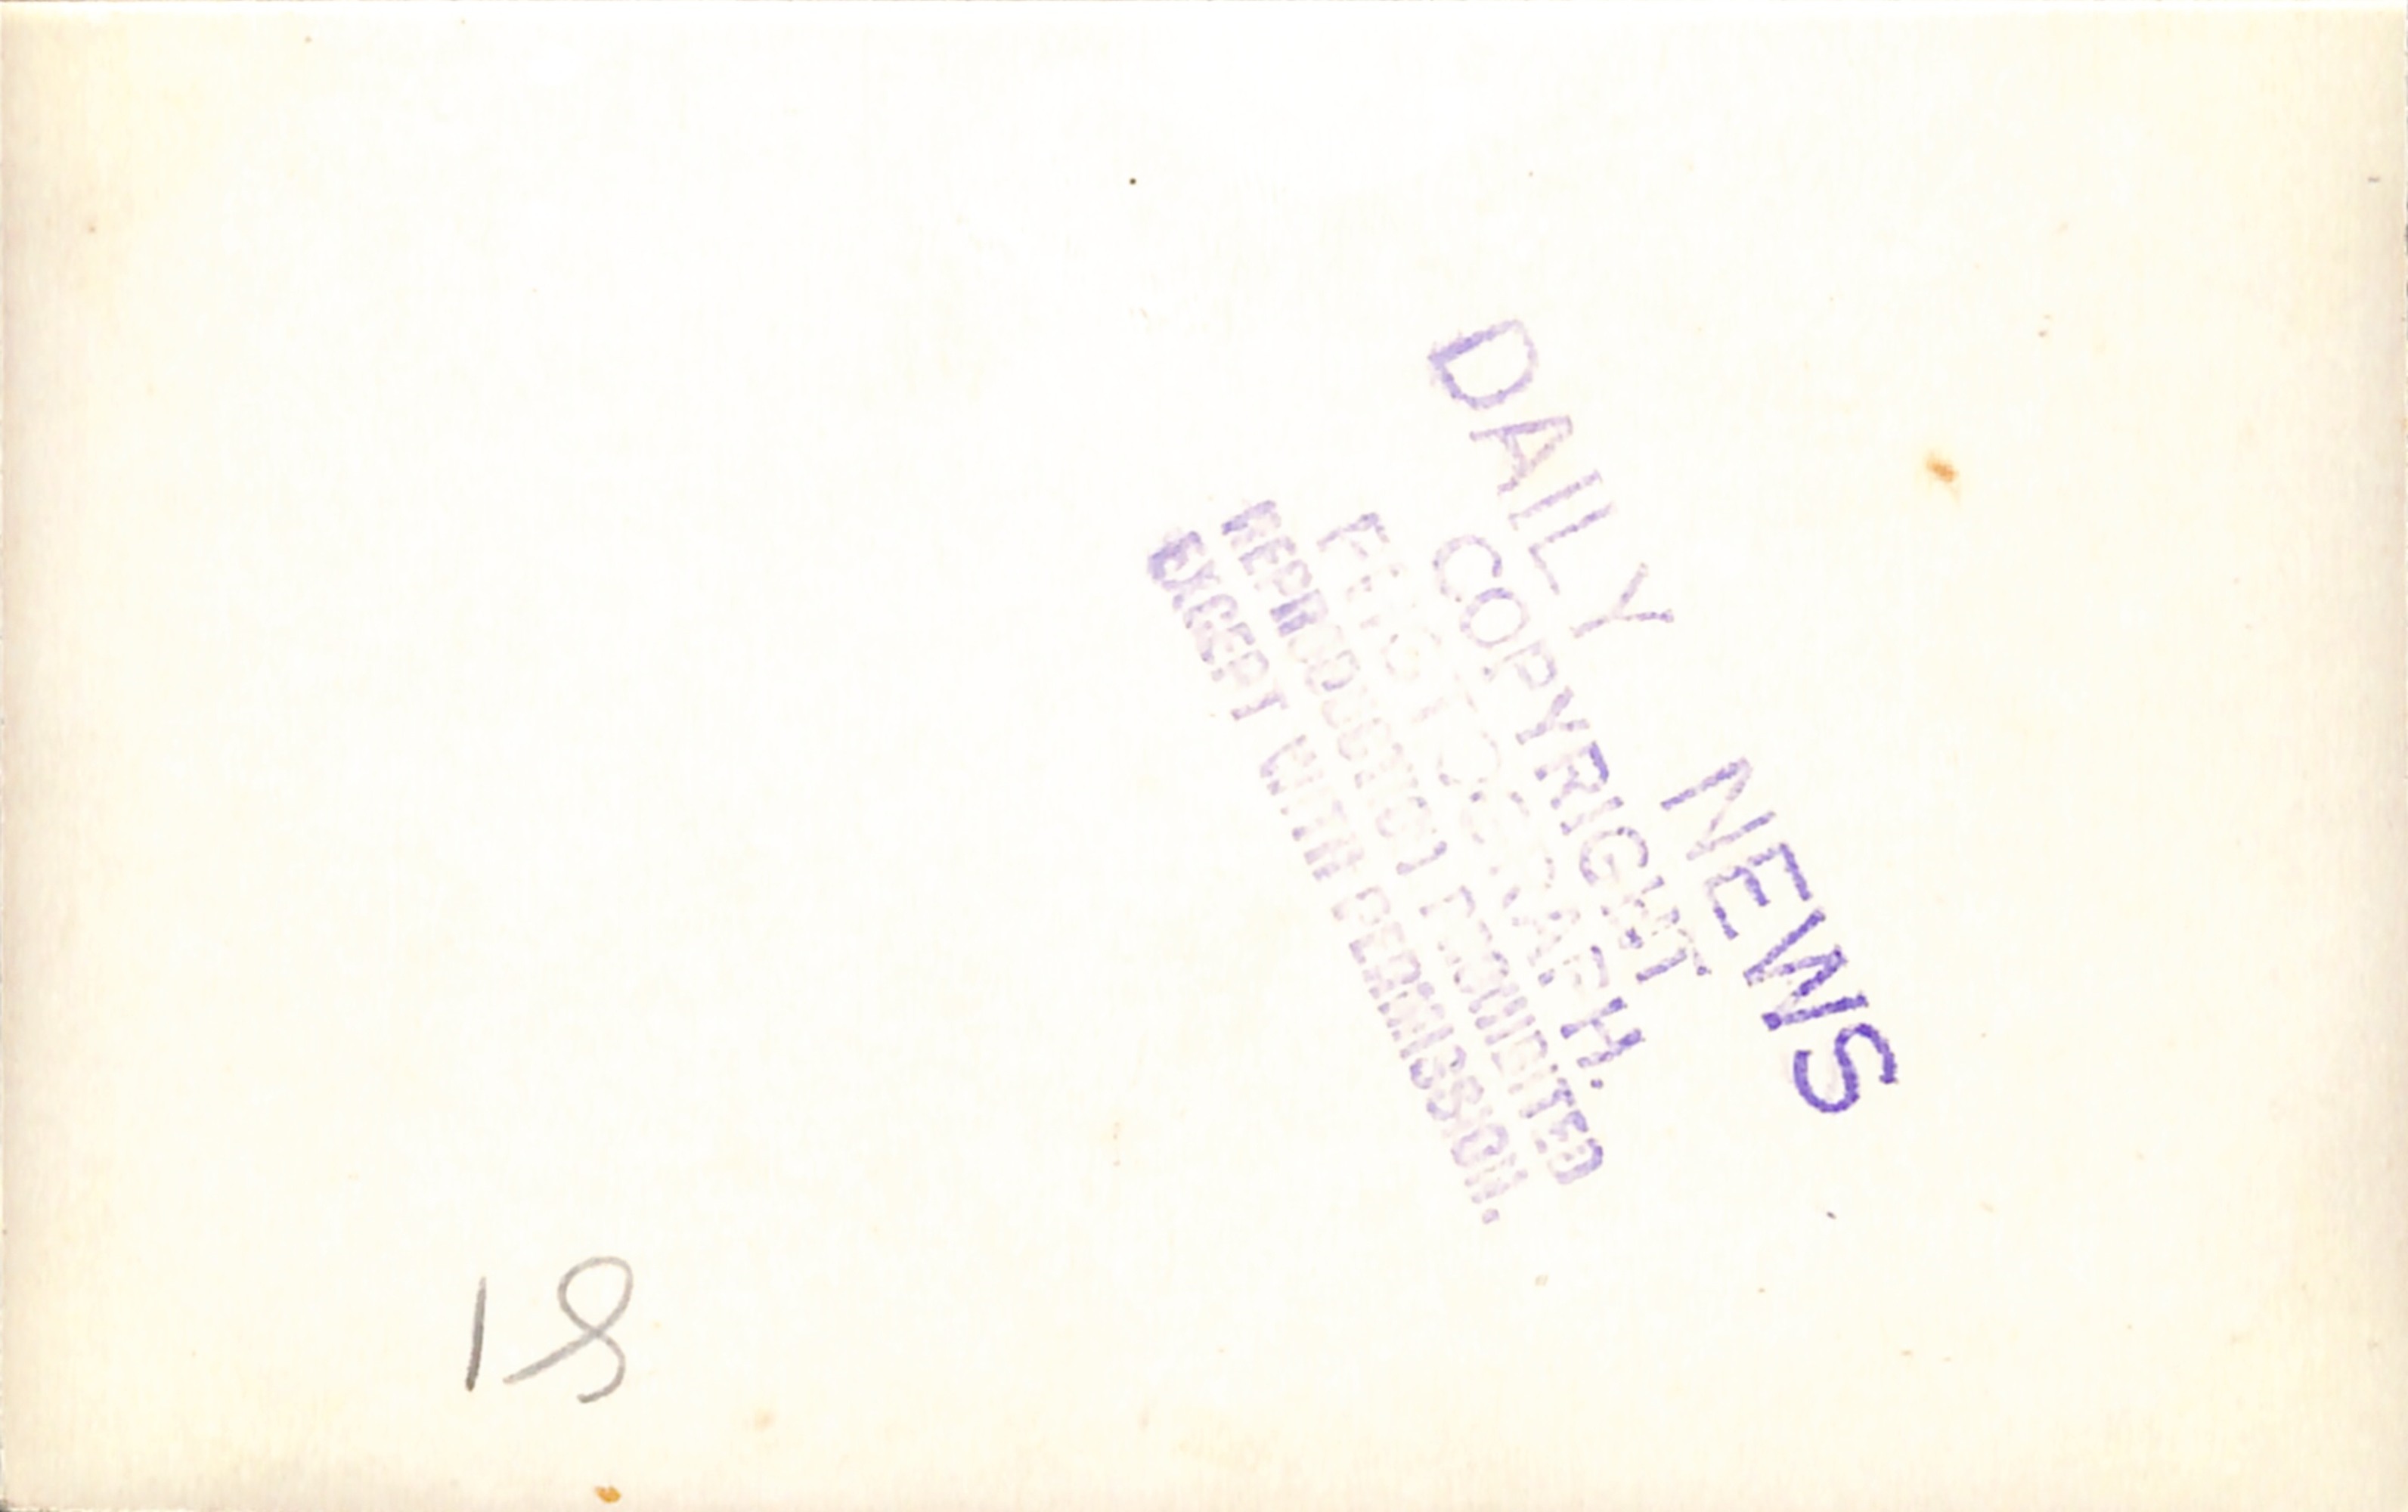 DAILY NEWS
COPYRIGHT
PHOTOGRAPH.
REPRODUCTION PROHIBITED
EXCEPT WITH PERMISSION.
18